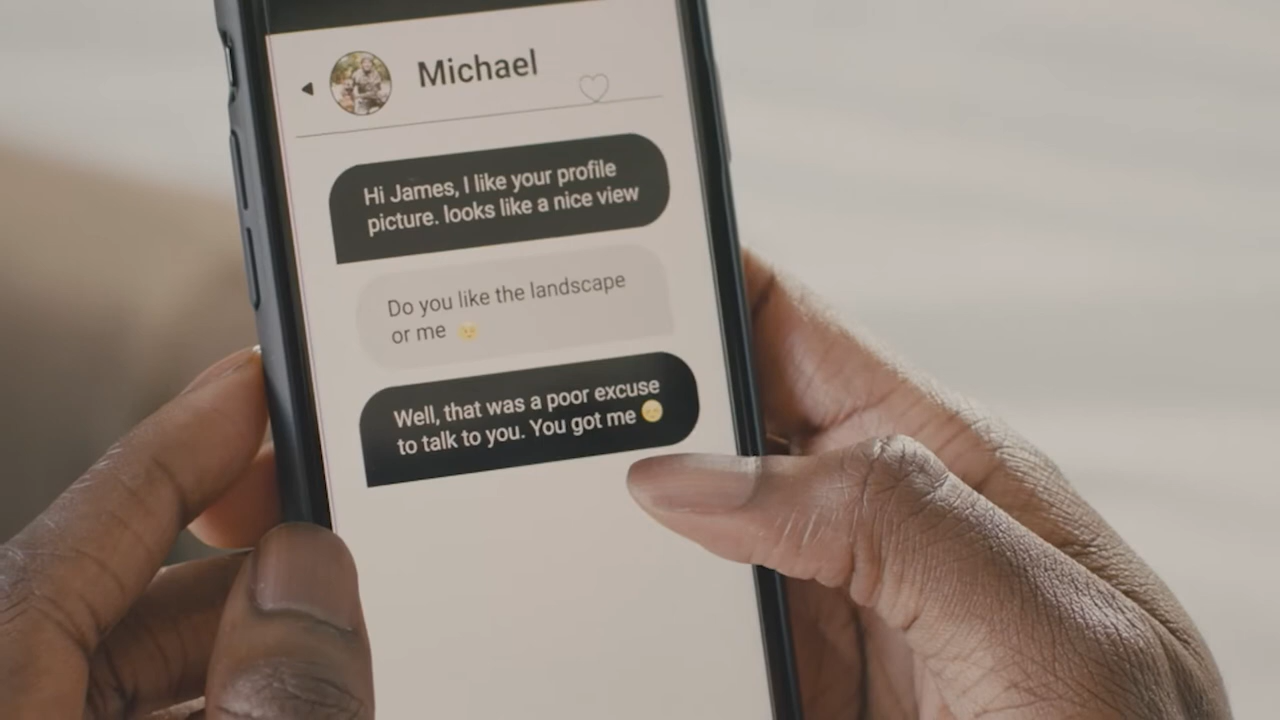 Michael
Hi James, I like your profile
picture. looks like a nice view
Do you like the landscape
or me 🥺
Well, that was a poor excuse
to talk to you. You got me 😳